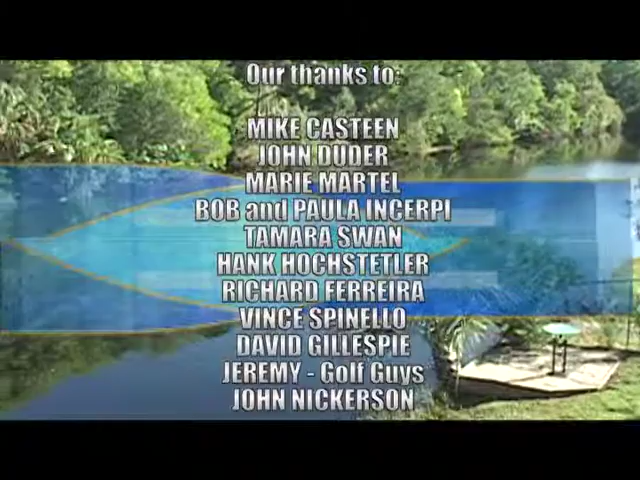 Our thanks to:
MIKE CASTEEN
JOHN DUDER
MARIE MARTEL
BOB and PAULA INCERPI
TAMARA SWAN
HANK HOCHSTETLER
RICHARD FERREIRA
VINCE SPINELLO
DAVID GILLESPIE
JEREMY - Golf Guys
JOHN NICKERSON